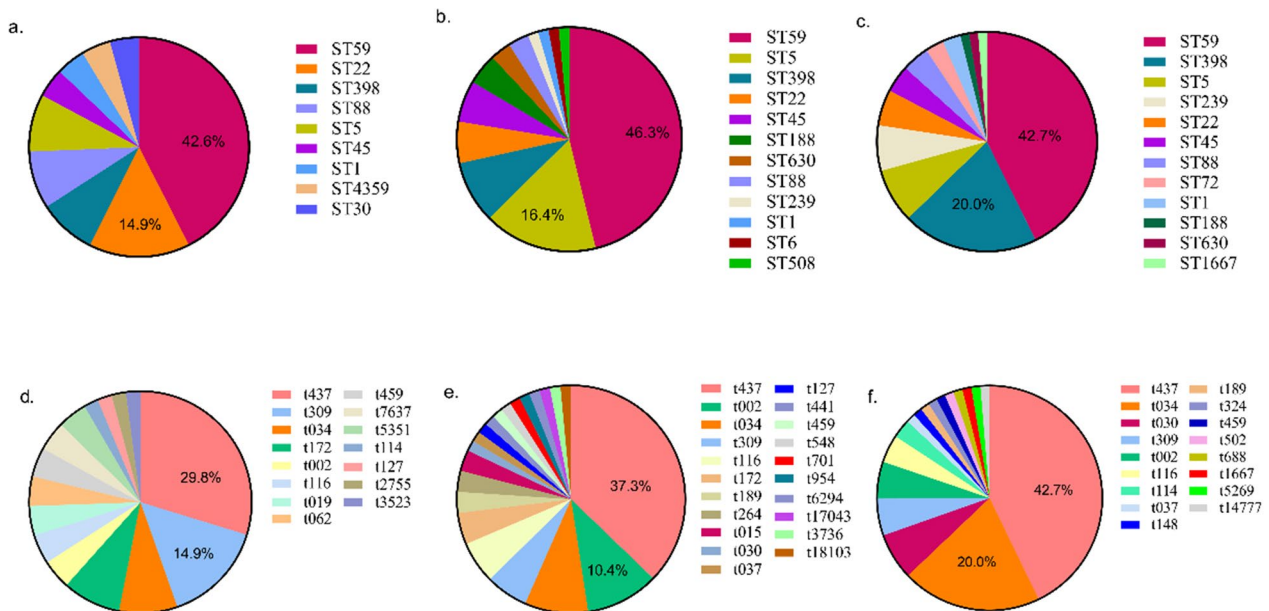 a.
42.6%
14.9%
ST59
ST22
ST398
ST88
ST5
ST45
ST1
ST4359
ST30
b.
46.3%
16.4%
ST59
ST5
ST398
ST22
ST45
ST188
ST630
ST88
ST239
ST1
ST6
ST508
c.
42.7%
20.0%
ST59
ST398
ST5
ST239
ST22
ST45
ST88
ST72
ST1
ST188
ST630
ST1667
d.
29.8%
14.9%
t437 t459
t309 t7637
t034 t5351
t172 t114
t002 t127
t116 t2755
t019 t3523
t062
e.
37.3%
10.4%
t437 t127
t002 t441
t034 t459
t309 t548
t116 t701
t172 t954
t189 t6294
t264 t17043
t015 t3736
t030 t18103
t037
f.
42.7%
20.0%
t437 t189
t034 t324
t030 t459
t309 t502
t002 t688
t116 t1667
t114 t5269
t037 t14777
t148